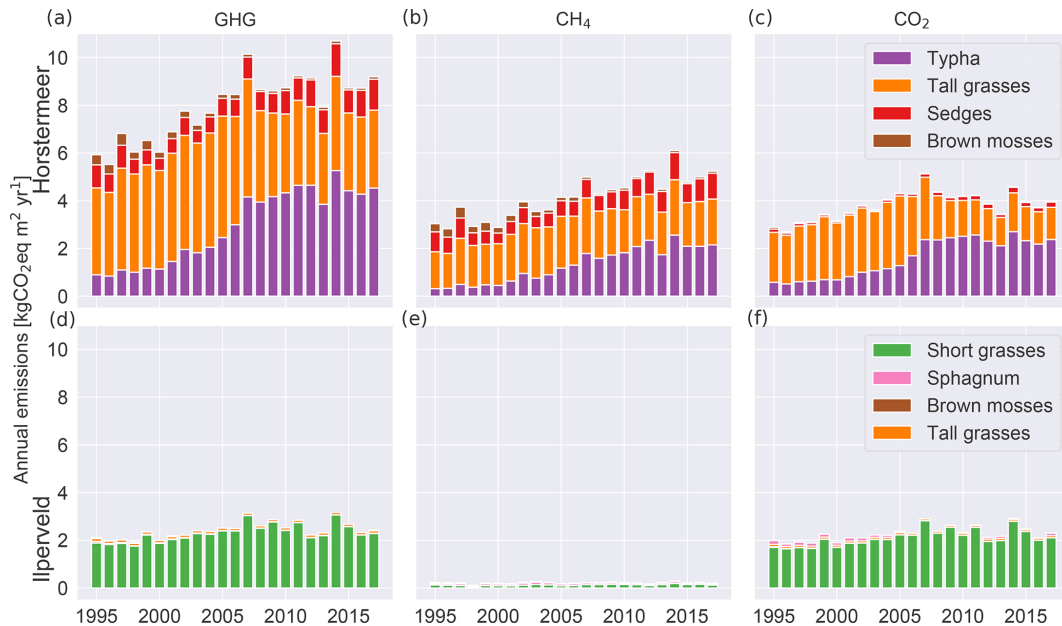 (a) GHG (b) CH₄ (c) CO₂
10
8
6
4
2
0
Horstermeer
Typha
Tall grasses
Sedges
Brown mosses
Annual emissions [kgCO₂eq m² yr¹]
(d) (e) (f)
10
8
6
4
2
0
Ilperveld
Short grasses
Sphagnum
Brown mosses
Tall grasses
1995 2000 2005 2010 2015 1995 2000 2005 2010 2015 1995 2000 2005 2010 2015